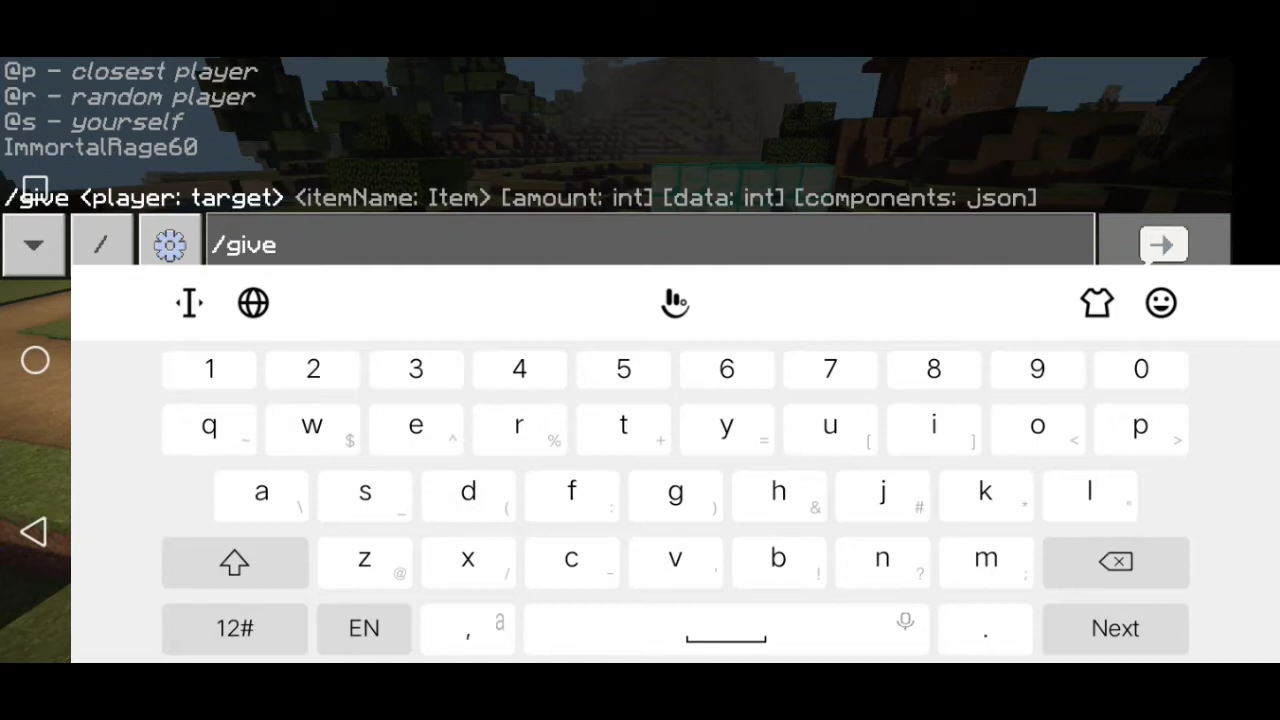 @p - closest player
@r - random player
@s - yourself
ImmortalRage60
/give <player: target> <itemName: Item> [amount: int] [data: int] [components: json]
/ /give
1 2 3 4 5 6 7 8 9 0
q ~ w $ e ^ r % t + y = u [ i ] o < p >
a \ s _ d ( f : g ) h & j # k * l "
z @ x / c - v ' b ! n ? m ;
12# EN , a . Next